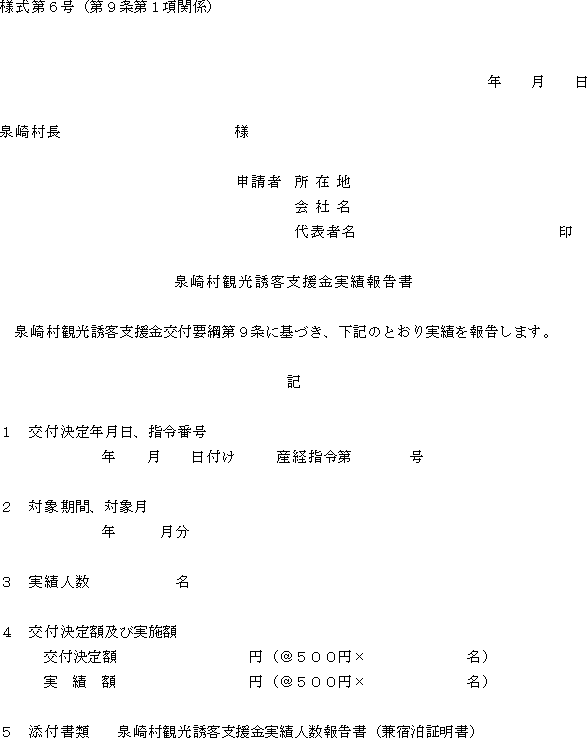 様式第６号（第９条第１項関係）
年　　月　　日
泉崎村長　　　　　　　　　　　　様
申請者　所 在 地
会 社 名
代表者名　　　　　　　　　　　　　　印
泉崎村観光誘客支援金実績報告書
泉崎村観光誘客支援金交付要綱第９条に基づき、下記のとおり実績を報告します。
記
１　交付決定年月日、指令番号
年　　月　　日付け　　　産経指令第　　　　号
２　対象期間、対象月
年　　　月分
３　実績人数　　　　　　名
４　交付決定額及び実施額
交付決定額　　　　　　　　　円（＠５００円×　　　　　　　名）
実　績　額　　　　　　　　　円（＠５００円×　　　　　　　名）
５　添付書類　　泉崎村観光誘客支援金実績人数報告書（兼宿泊証明書）